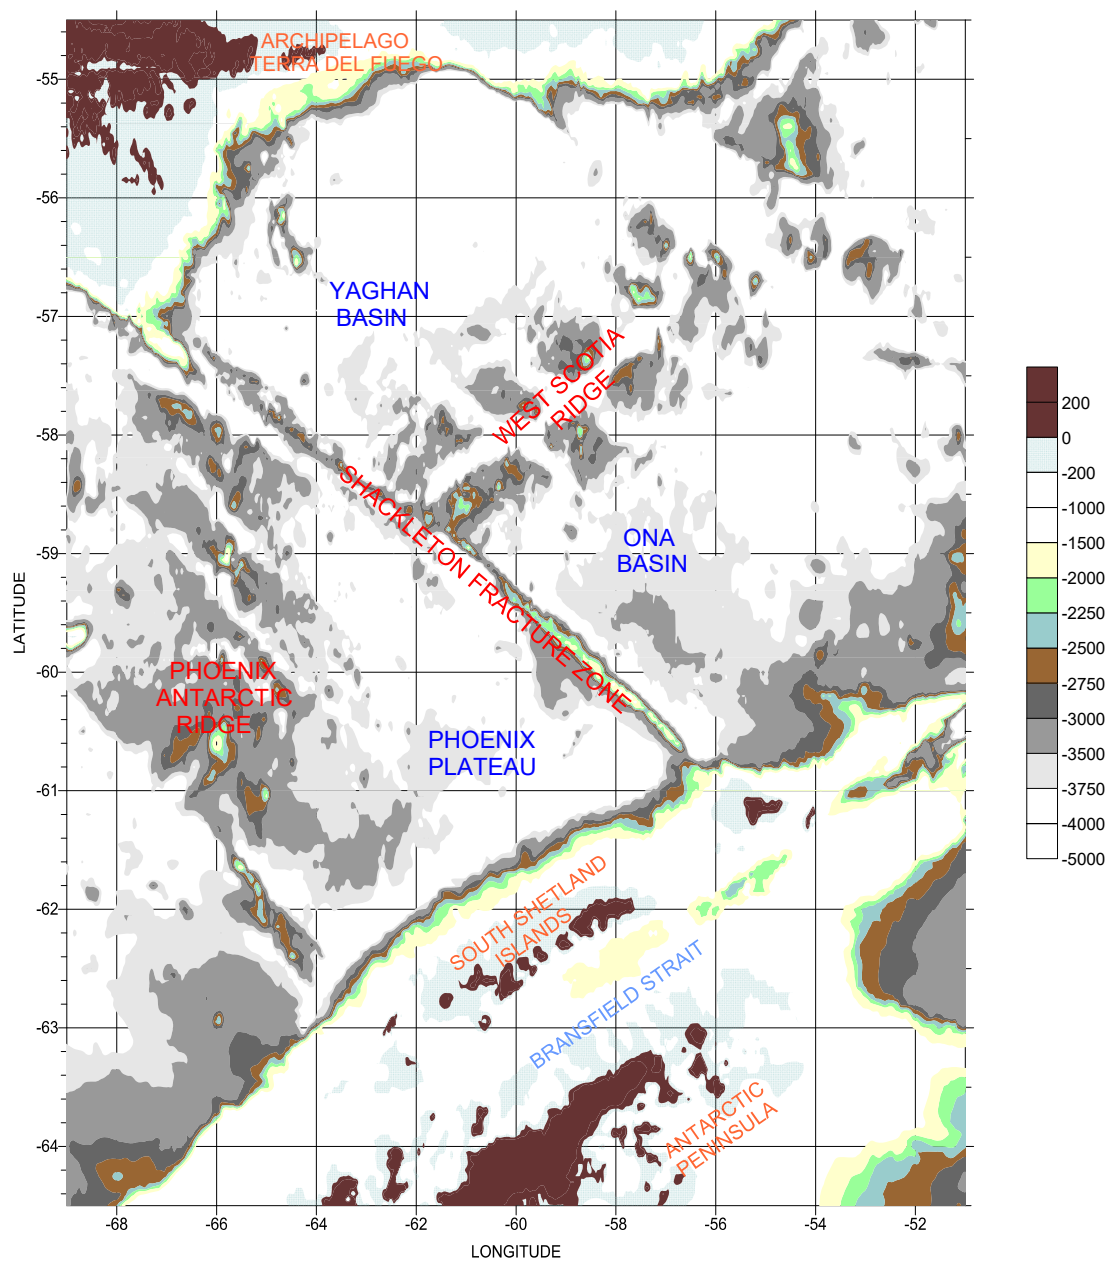 ARCHIPELAGO
TERRA DEL FUEGO
-55
-56
YAGHAN
BASIN
-57
WEST SCOTIA
RIDGE
-58
SHACKLETON FRACTURE ZONE
ONA
BASIN
-59
LATITUDE
-60
PHOENIX
ANTARCTIC
RIDGE
PHOENIX
PLATEAU
-61
SOUTH SHETLAND
ISLANDS
-62
BRANSFIELD STRAIT
-63
ANTARCTIC
PENINSULA
-64
-68
-66
-64
-62
-60
-58
-56
-54
-52
LONGITUDE
200
0
-200
-1000
-1500
-2000
-2250
-2500
-2750
-3000
-3500
-3750
-4000
-5000